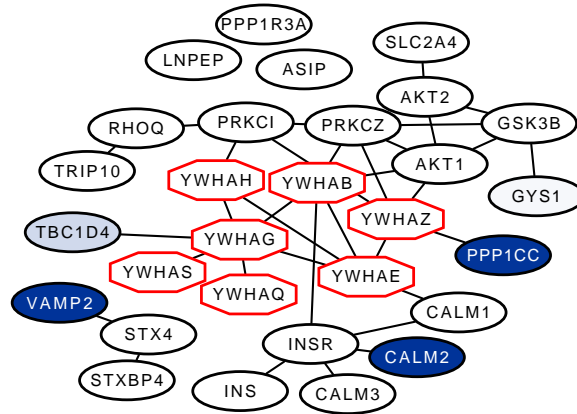 PPP1R3A
SLC2A4
LNPEP
ASIP
AKT2
RHOQ
PRKCI
PRKCZ
GSK3B
TRIP10
AKT1
YWHAH
YWHAB
GYS1
YWHAZ
TBC1D4
YWHAG
PPP1CC
YWHAS
YWHAE
YWHAQ
VAMP2
CALM1
STX4
INSR
CALM2
STXBP4
INS
CALM3